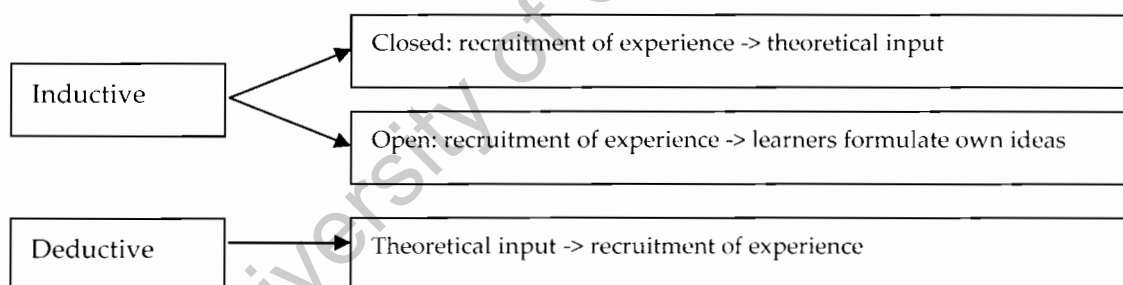 Inductive
Closed: recruitment of experience -> theoretical input
Open: recruitment of experience -> learners formulate own ideas
Deductive
Theoretical input -> recruitment of experience